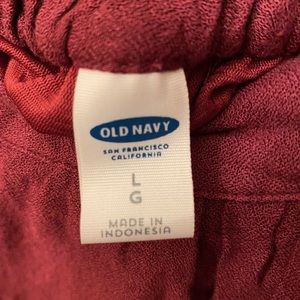 OLD NAVY
SAN FRANCISCO
CALIFORNIA
L
G
MADE IN
INDONESIA